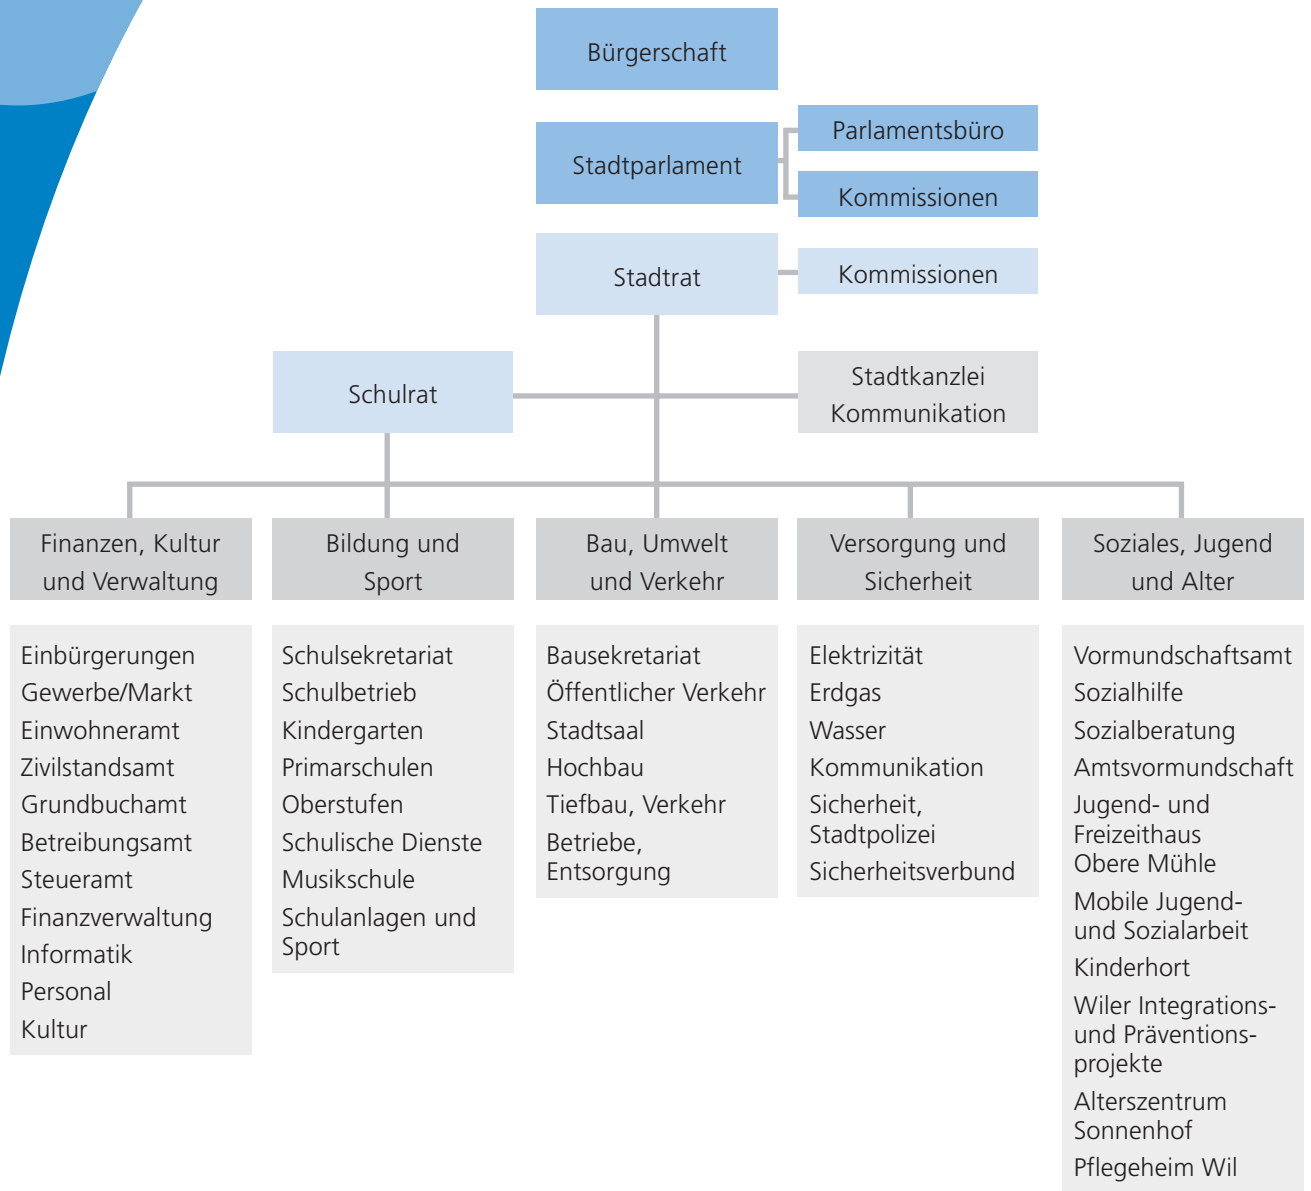 Bürgerschaft
Stadtparlament
Parlamentsbüro
Kommissionen
Stadtrat
Kommissionen
Schulrat
Stadtkanzlei
Kommunikation
Finanzen, Kultur
und Verwaltung
Einbürgerungen
Gewerbe/Markt
Einwohneramt
Zivilstandsamt
Grundbuchamt
Betreibungsamt
Steueramt
Finanzverwaltung
Informatik
Personal
Kultur
Bildung und
Sport
Schulsekretariat
Schulbetrieb
Kindergarten
Primarschulen
Oberstufen
Schulische Dienste
Musikschule
Schulanlagen und
Sport
Bau, Umwelt
und Verkehr
Bausekretariat
Öffentlicher Verkehr
Stadtsaal
Hochbau
Tiefbau, Verkehr
Betriebe,
Entsorgung
Versorgung und
Sicherheit
Elektrizität
Erdgas
Wasser
Kommunikation
Sicherheit,
Stadtpolizei
Sicherheitsverbund
Soziales, Jugend
und Alter
Vormundschaftsamt
Sozialhilfe
Sozialberatung
Amtsvormundschaft
Jugend- und
Freizeithaus
Obere Mühle
Mobile Jugend-
und Sozialarbeit
Kinderhort
Wiler Integrations-
und Präventions-
projekte
Alterszentrum
Sonnenhof
Pflegeheim Wil